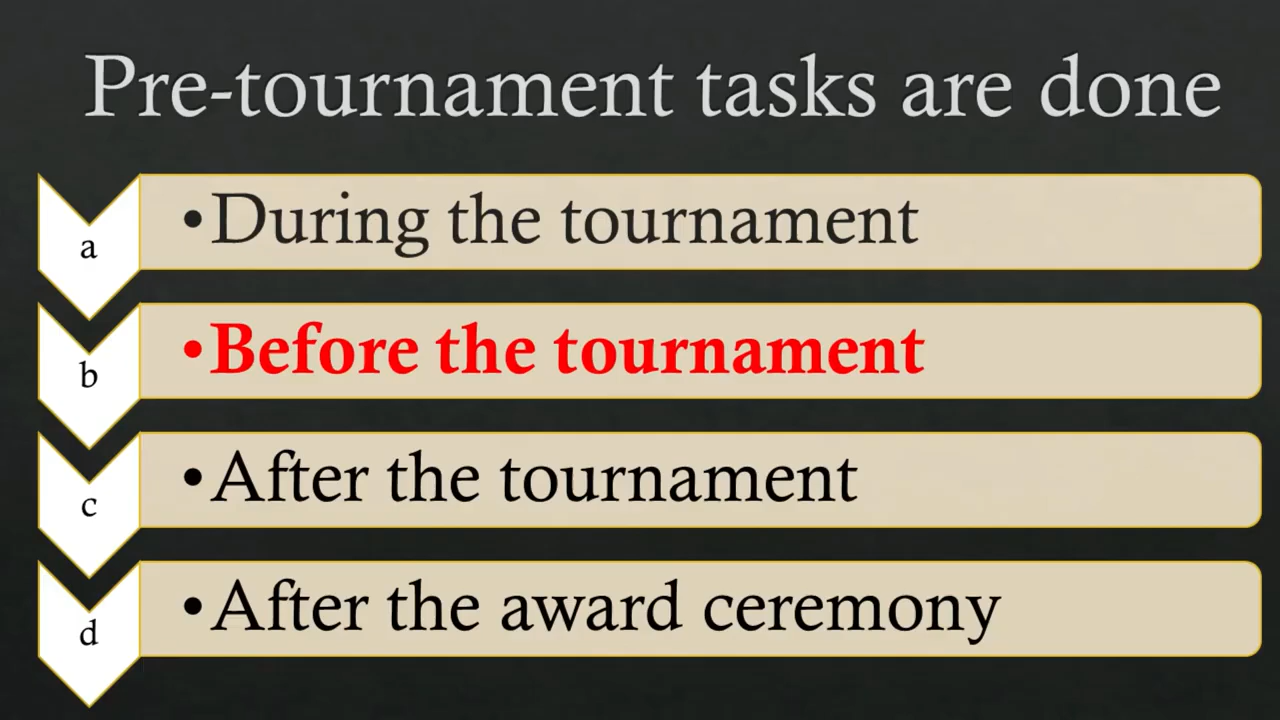 Pre-tournament tasks are done
a
•During the tournament
b
•Before the tournament
c
•After the tournament
d
•After the award ceremony